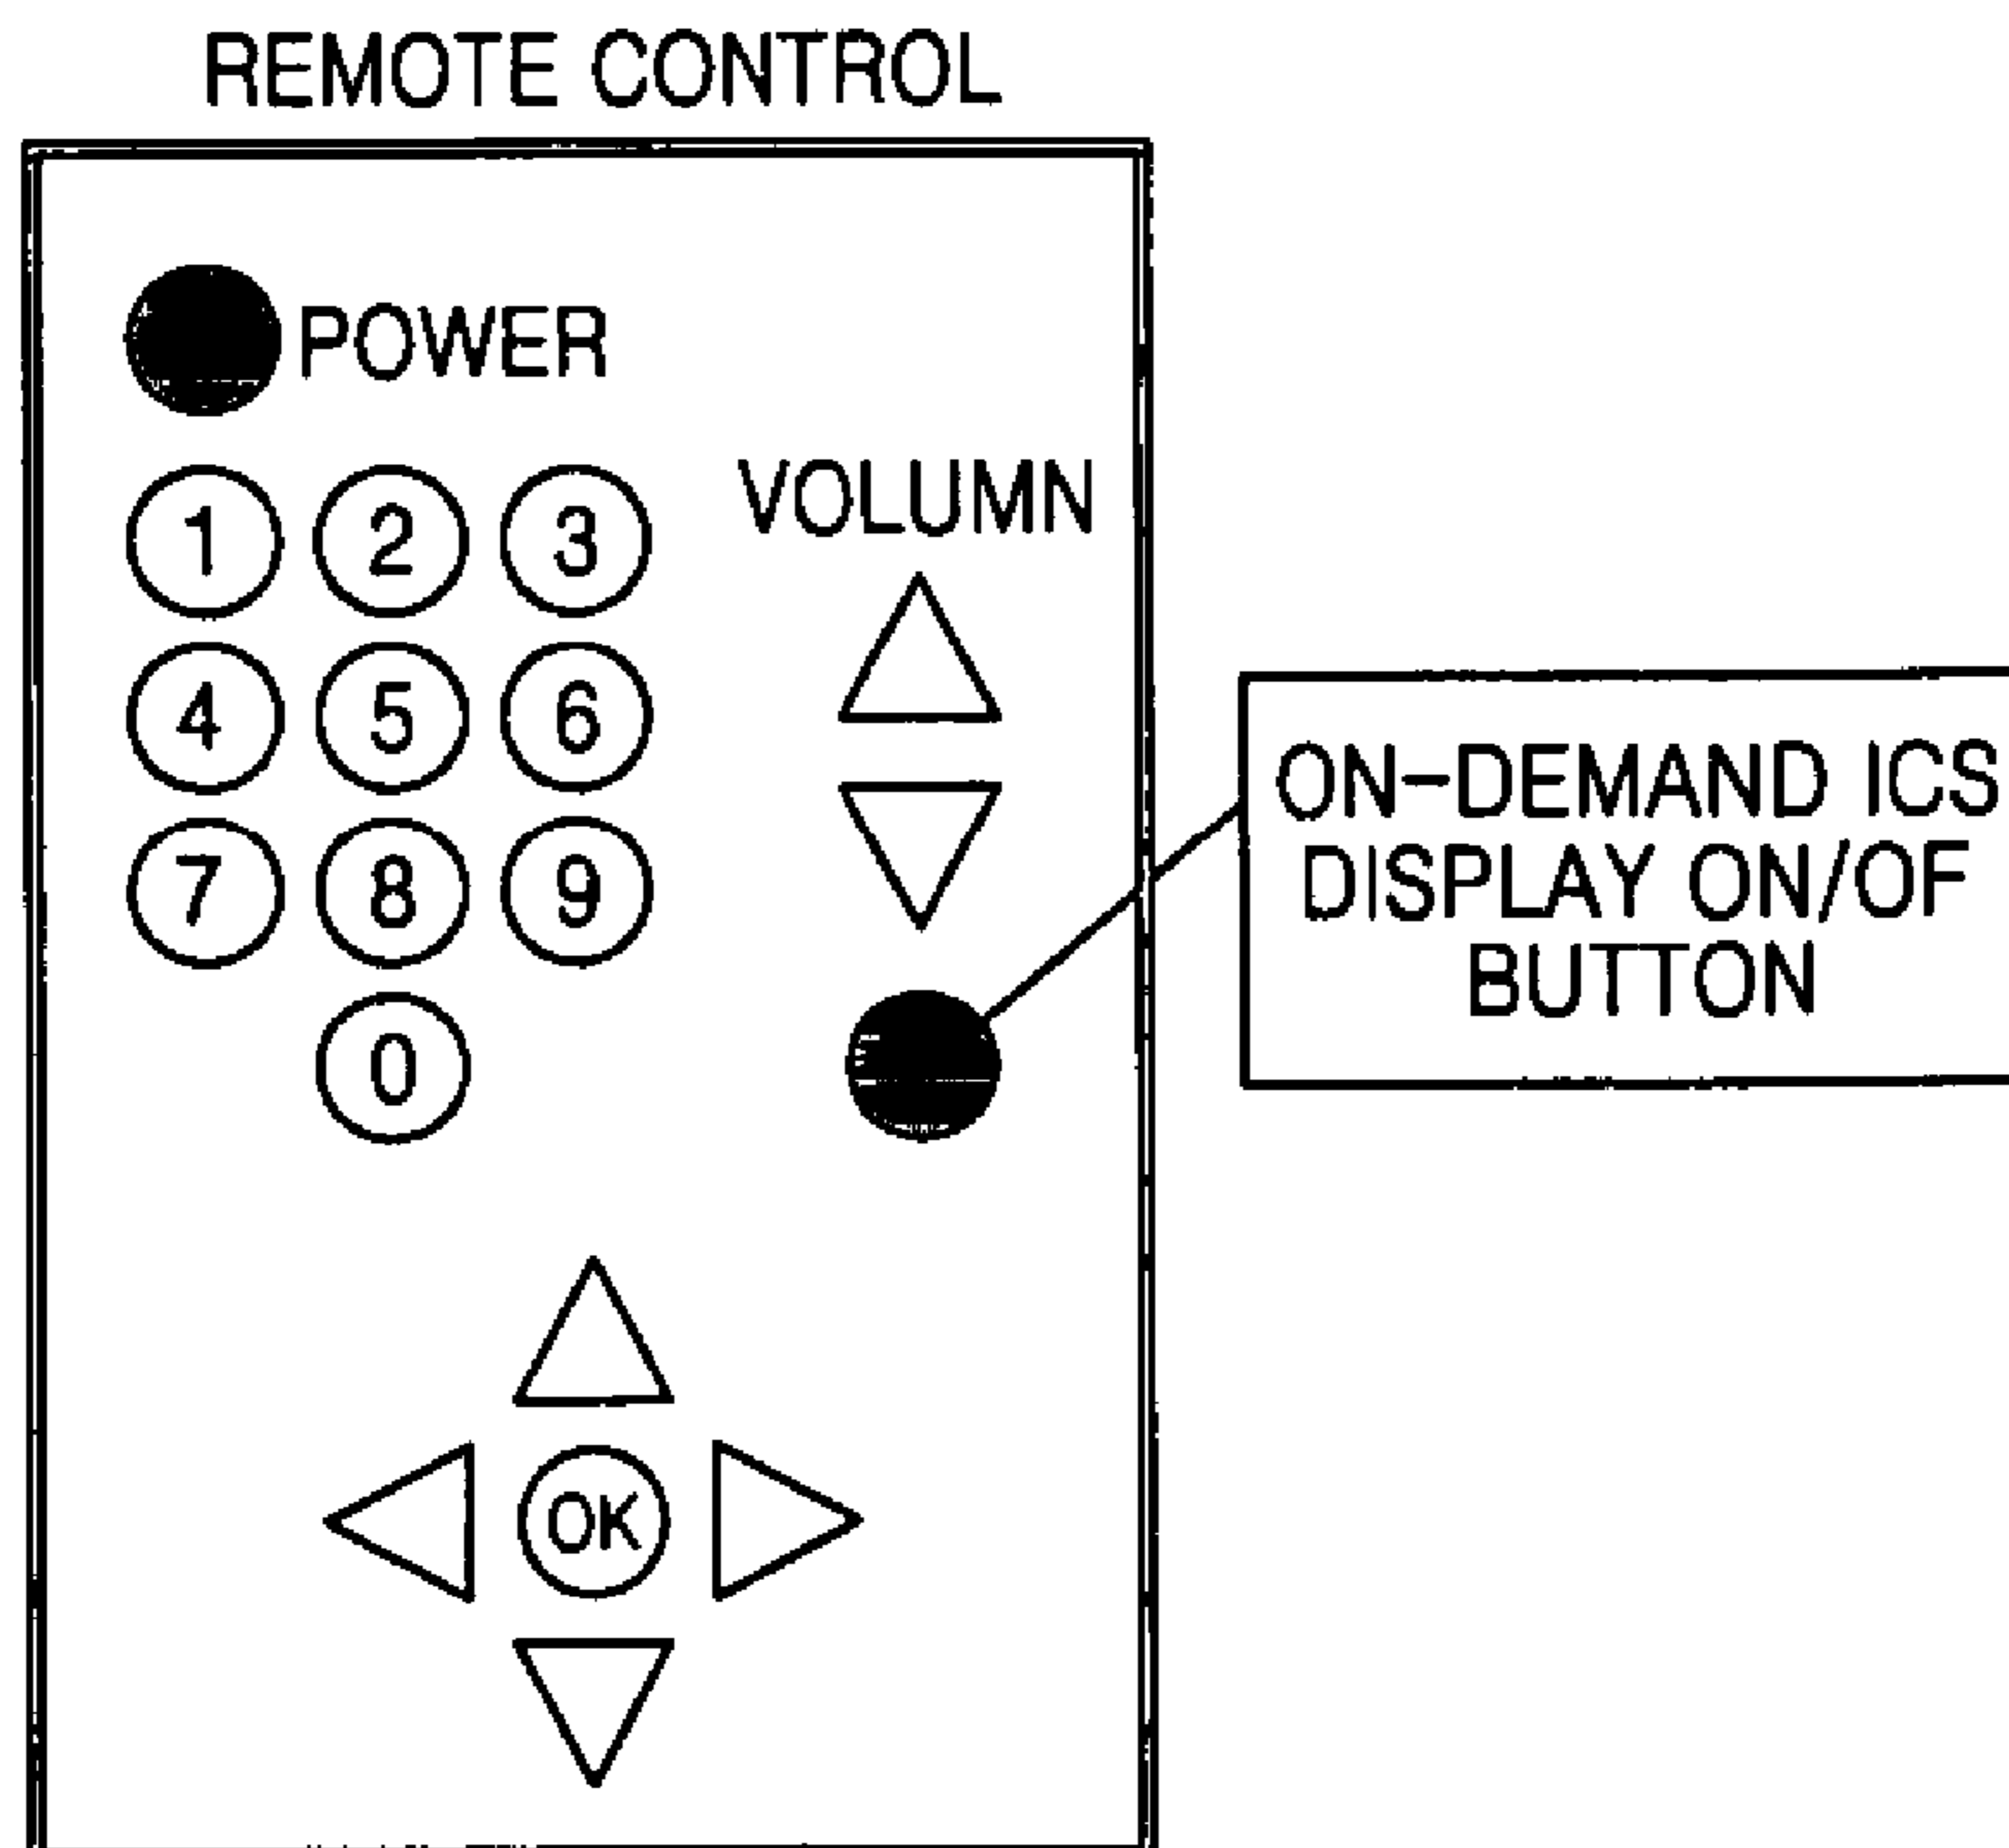 REMOTE CONTROL
POWER
1 2 3
VOLUMN
4 5 6
7 8 9
0
ON-DEMAND ICS
DISPLAY ON/OF
BUTTON
OK